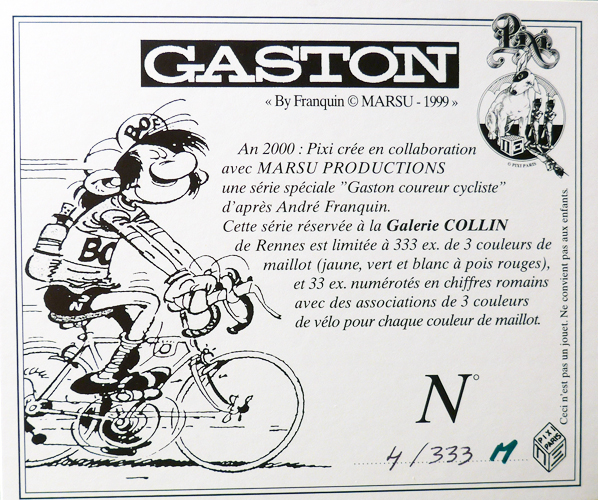 GASTON
« By Franquin © MARSU - 1999 »
Pixi
© PIXI PARIS
BOE
BO
N
An 2000 : Pixi crée en collaboration
avec MARSU PRODUCTIONS
une série spéciale "Gaston coureur cycliste"
d'après André Franquin.
Cette série réservée à la Galerie COLLIN
de Rennes est limitée à 333 ex. de 3 couleurs de
maillot (jaune, vert et blanc à pois rouges),
et 33 ex. numérotés en chiffres romains
avec des associations de 3 couleurs
de vélo pour chaque couleur de maillot.
Ceci n'est pas un jouet. Ne convient pas aux enfants.
N°
4/333 M
PIXI
PARIS